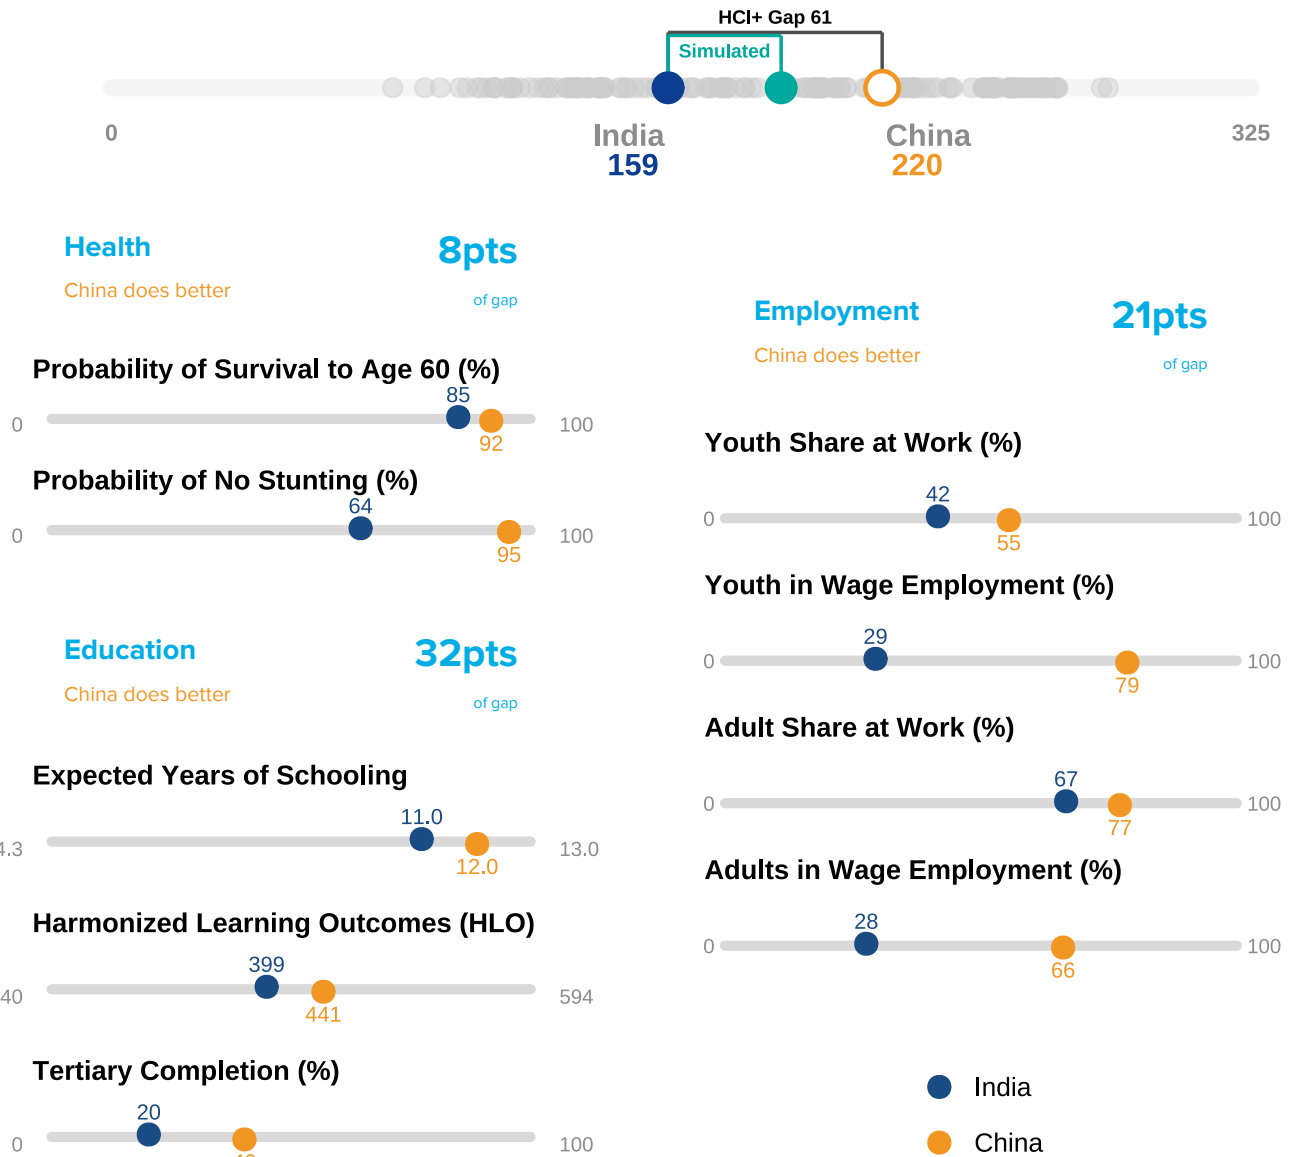 HCI+ Gap 61
Simulated
0
India
159
China
220
325
Health
8pts
China does better
of gap
Probability of Survival to Age 60 (%)
85
0
100
92
Probability of No Stunting (%)
64
0
100
95
Education
32pts
China does better
of gap
Expected Years of Schooling
11.0
4.3
13.0
12.0
Harmonized Learning Outcomes (HLO)
399
40
594
441
Tertiary Completion (%)
20
0
100
Employment
21pts
China does better
of gap
Youth Share at Work (%)
42
0
100
55
Youth in Wage Employment (%)
29
0
100
79
Adult Share at Work (%)
67
0
100
77
Adults in Wage Employment (%)
28
0
100
66
India
China